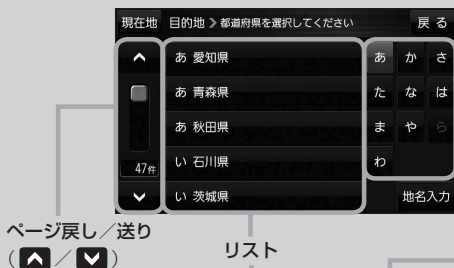 現在地 目的地 > 都道府県を選択してください 戻 る
あ 愛知県
あ 青森県
あ 秋田県
い 石川県
い 茨城県
47件
あ か さ
た な は
ま や ら
わ
地名入力
ページ戻し/送り
(∧/∨)
リスト